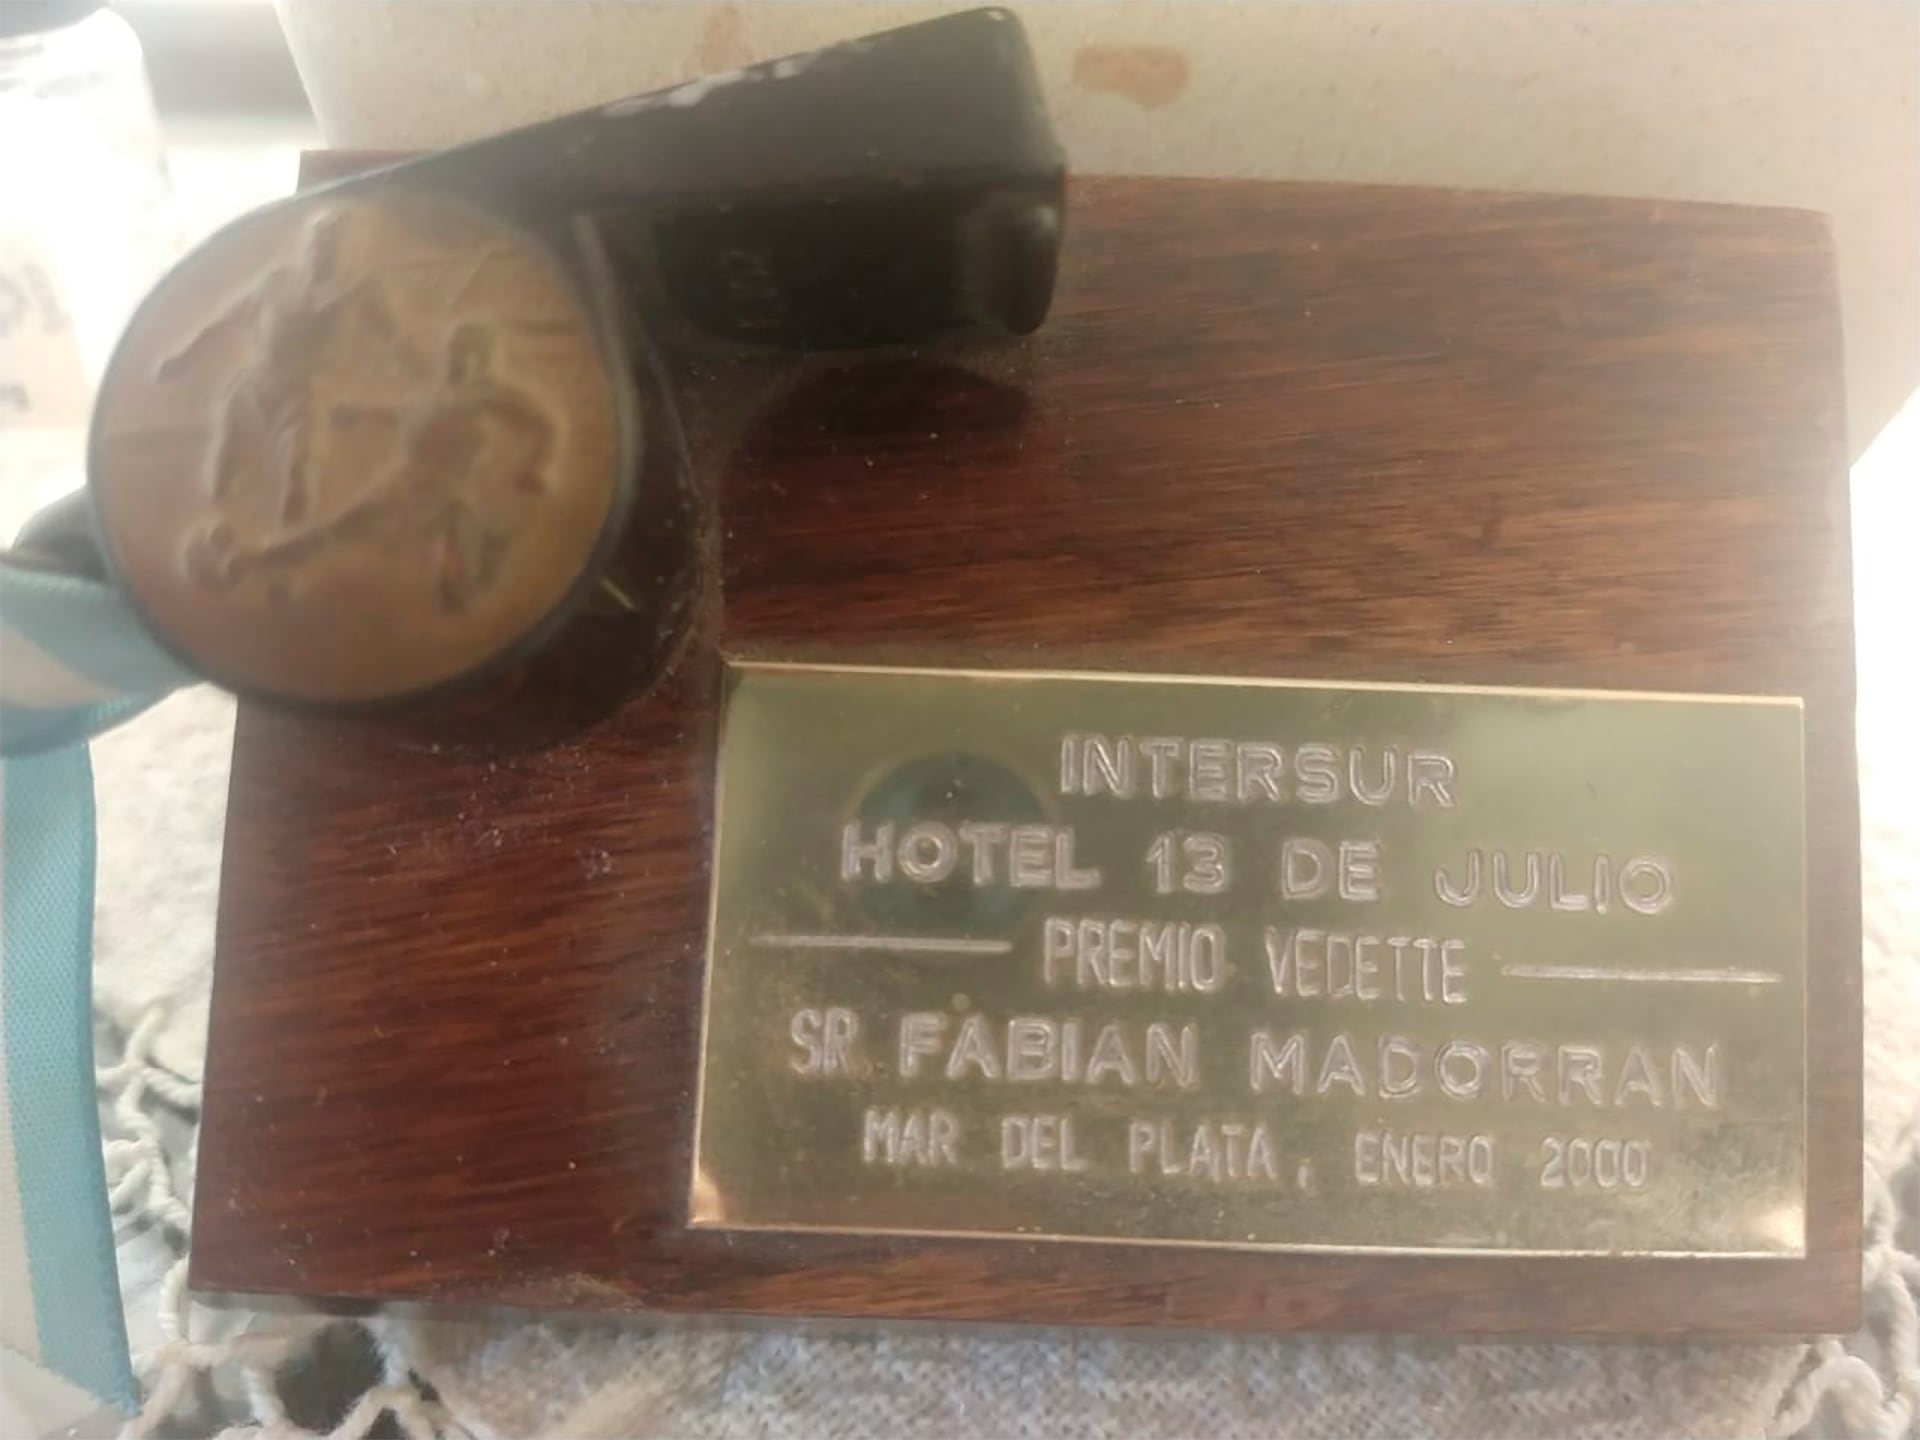 INTERSUR
HOTEL 13 DE JULIO
PREMIO VEDETTE
SR FABIAN MADORRAN
MAR DEL PLATA, ENERO 2000